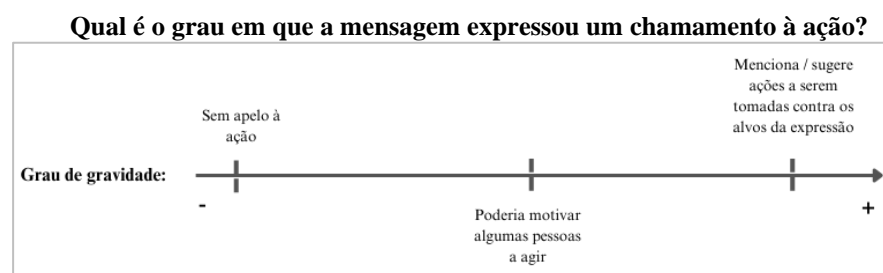 Qual é o grau em que a mensagem expressou um chamamento à ação?
Menciona / sugere
ações a serem
tomadas contra os
alvos da expressão
Sem apelo à
ação
Grau de gravidade:
-
+
Poderia motivar
algumas pessoas
a agir